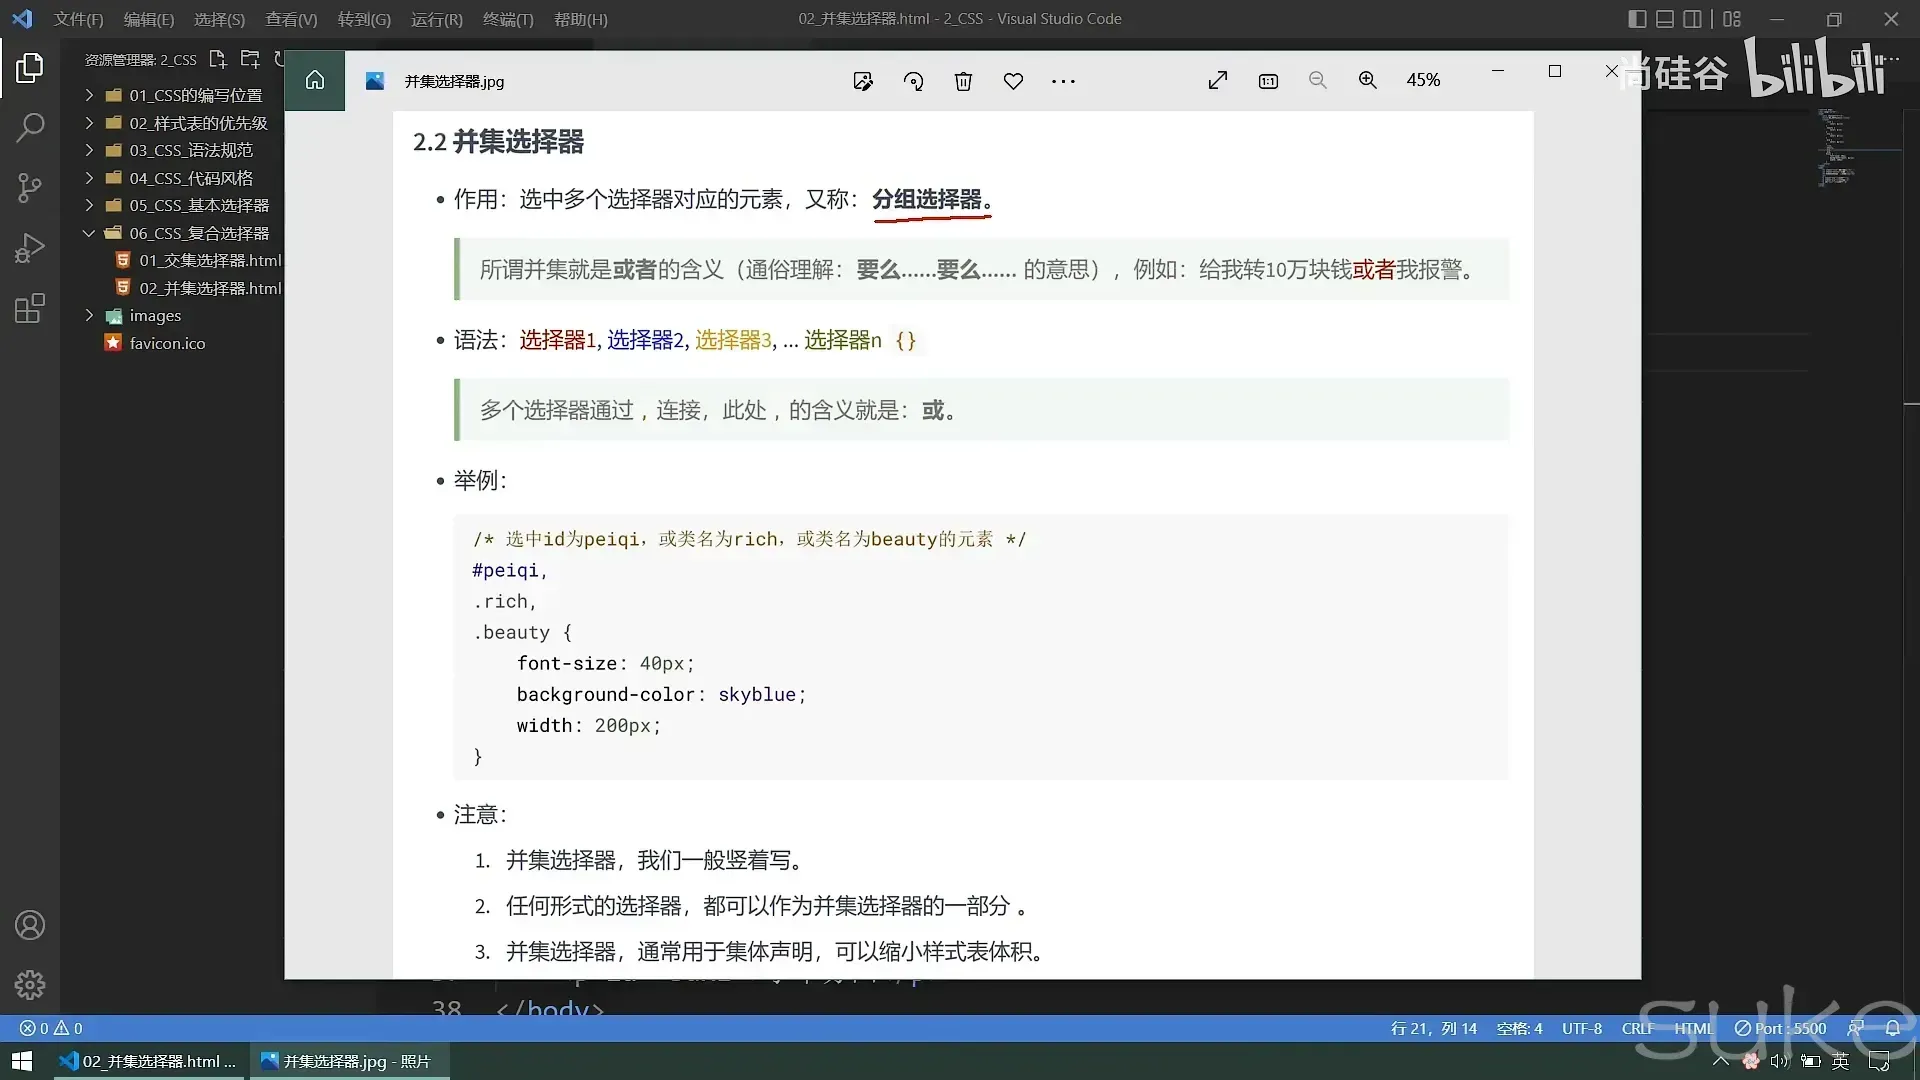 文件(F) 编辑(E) 选择(S) 查看(V) 转到(G) 运行(R) 终端(T) 帮助(H) 02_并集选择器.html - 2_CSS - Visual Studio Code
资源管理器: 2_CSS
01_CSS的编写位置
02_样式表的优先级
03_CSS_语法规范
04_CSS_代码风格
05_CSS_基本选择器
06_CSS_复合选择器
01_交集选择器.html
02_并集选择器.html
images
favicon.ico
并集选择器.jpg
45%
尚硅谷 bilibili
2.2 并集选择器
• 作用：选中多个选择器对应的元素，又称：分组选择器。
所谓并集就是或者的含义（通俗理解：要么......要么...... 的意思），例如：给我转10万块钱或者我报警。
• 语法：选择器1, 选择器2, 选择器3, ... 选择器n {}
多个选择器通过 , 连接，此处 , 的含义就是：或。
• 举例：
/* 选中id为peiqi，或类名为rich，或类名为beauty的元素 */
#peiqi,
.rich,
.beauty {
font-size: 40px;
background-color: skyblue;
width: 200px;
}
• 注意：
1. 并集选择器，我们一般竖着写。
2. 任何形式的选择器，都可以作为并集选择器的一部分 。
3. 并集选择器，通常用于集体声明，可以缩小样式表体积。
38 </body>
0 0 行 21，列 14 空格: 4 UTF-8 CRLF HTML Port : 5500
suke
02_并集选择器.html ... 并集选择器.jpg - 照片 英